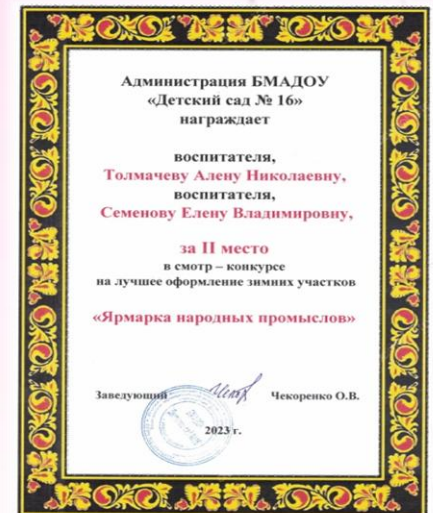 Администрация БМАДОУ
«Детский сад № 16»
награждает
воспитателя,
Толмачеву Алену Николаевну,
воспитателя,
Семенову Елену Владимировну,
за II место
в смотр – конкурсе
на лучшее оформление зимних участков
«Ярмарка народных промыслов»
Заведующий Чекоренко О.В.
2023 г.